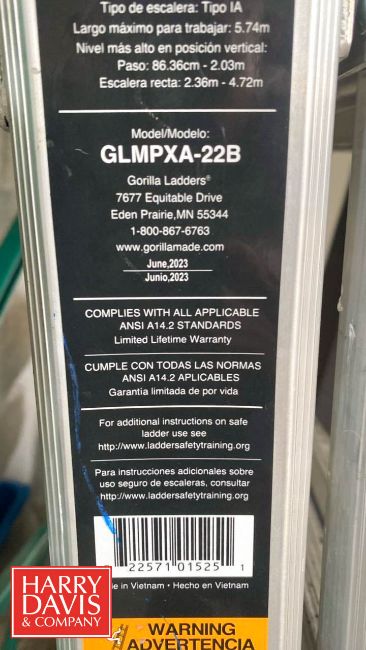 Tipo de escalera: Tipo IA
Largo máximo para trabajar: 5.74m
Nivel más alto en posición vertical:
Paso: 86.36cm - 2.03m
Escalera recta: 2.36m - 4.72m
Model/Modelo:
GLMPXA-22B
Gorilla Ladders®
7677 Equitable Drive
Eden Prairie,MN 55344
1-800-867-6763
www.gorillamade.com
June,2023
Junio,2023
COMPLIES WITH ALL APPLICABLE
ANSI A14.2 STANDARDS
Limited Lifetime Warranty
CUMPLE CON TODAS LAS NORMAS
ANSI A14.2 APLICABLES
Garantía limitada de por vida
For additional instructions on safe
ladder use see
http://www.laddersafetytraining.org
Para instrucciones adicionales sobre
uso seguro de escaleras, consultar
http://www.laddersafetytraining.org
22571 01525 1
in Vietnam • Hecho en Vietnam
HARRY
DAVIS
& COMPANY
WARNING
ADVERTENCIA